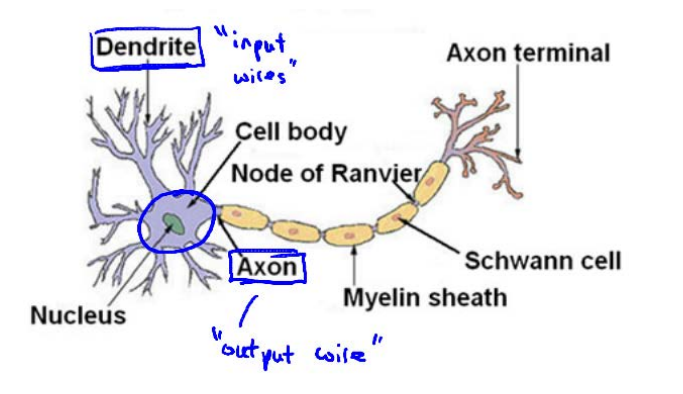 Dendrite
"input
wires"
Axon terminal
Cell body
Node of Ranvier
Axon
Schwann cell
Myelin sheath
Nucleus
"output wire"